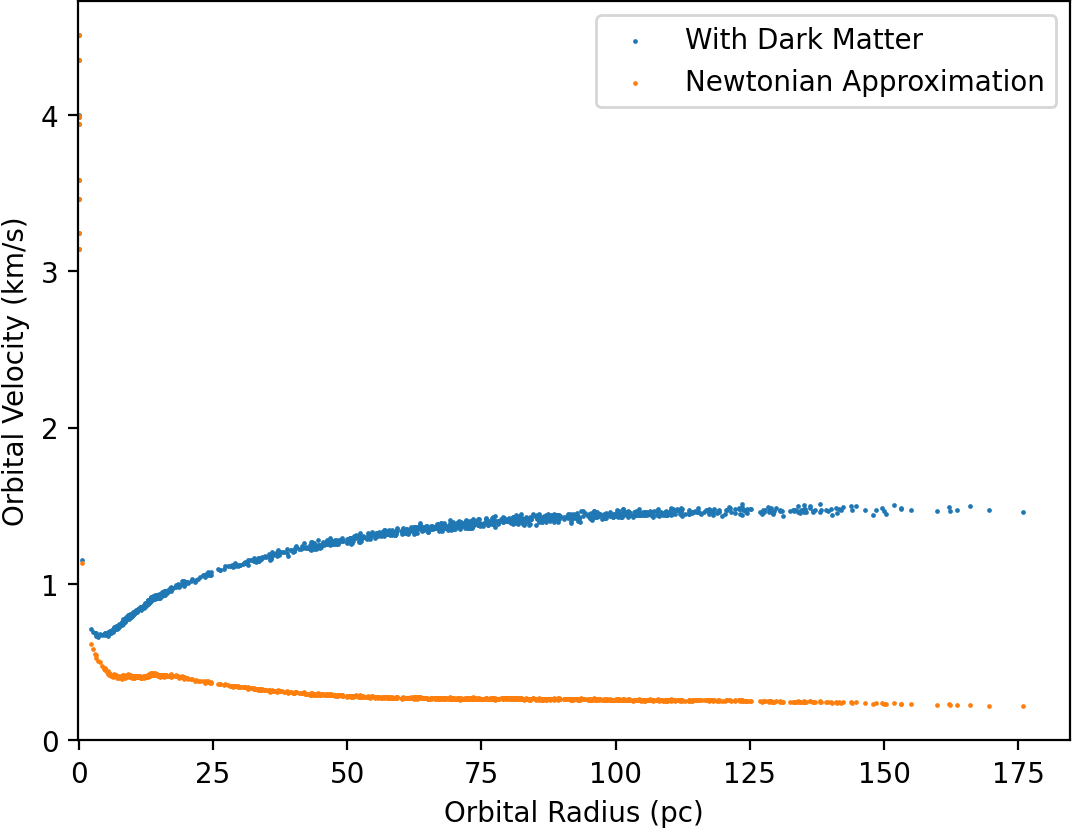 With Dark Matter
Newtonian Approximation
4
3
2
1
0
Orbital Velocity (km/s)
0 25 50 75 100 125 150 175
Orbital Radius (pc)